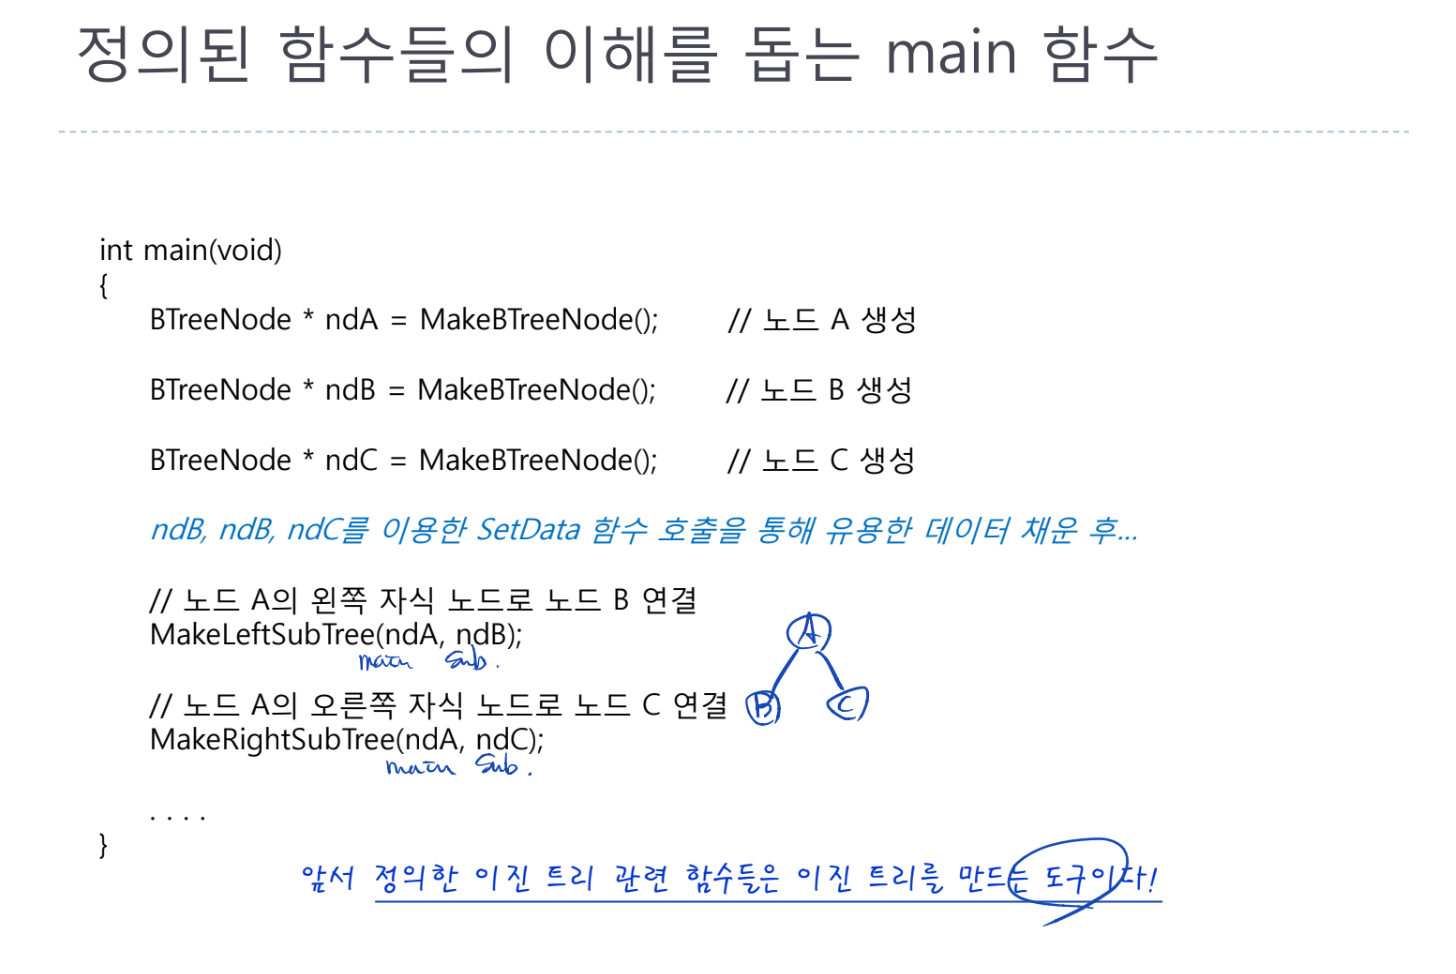 정의된 함수들의 이해를 돕는 main 함수
int main(void)
{
BTreeNode * ndA = MakeBTreeNode(); // 노드 A 생성
BTreeNode * ndB = MakeBTreeNode(); // 노드 B 생성
BTreeNode * ndC = MakeBTreeNode(); // 노드 C 생성
ndB, ndB, ndC를 이용한 SetData 함수 호출을 통해 유용한 데이터 채운 후...
// 노드 A의 왼쪽 자식 노드로 노드 B 연결
MakeLeftSubTree(ndA, ndB);
main sub.
A
// 노드 A의 오른쪽 자식 노드로 노드 C 연결
B C
MakeRightSubTree(ndA, ndC);
main sub.
. . . .
}
앞서 정의한 이진 트리 관련 함수들은 이진 트리를 만드는 도구이다!